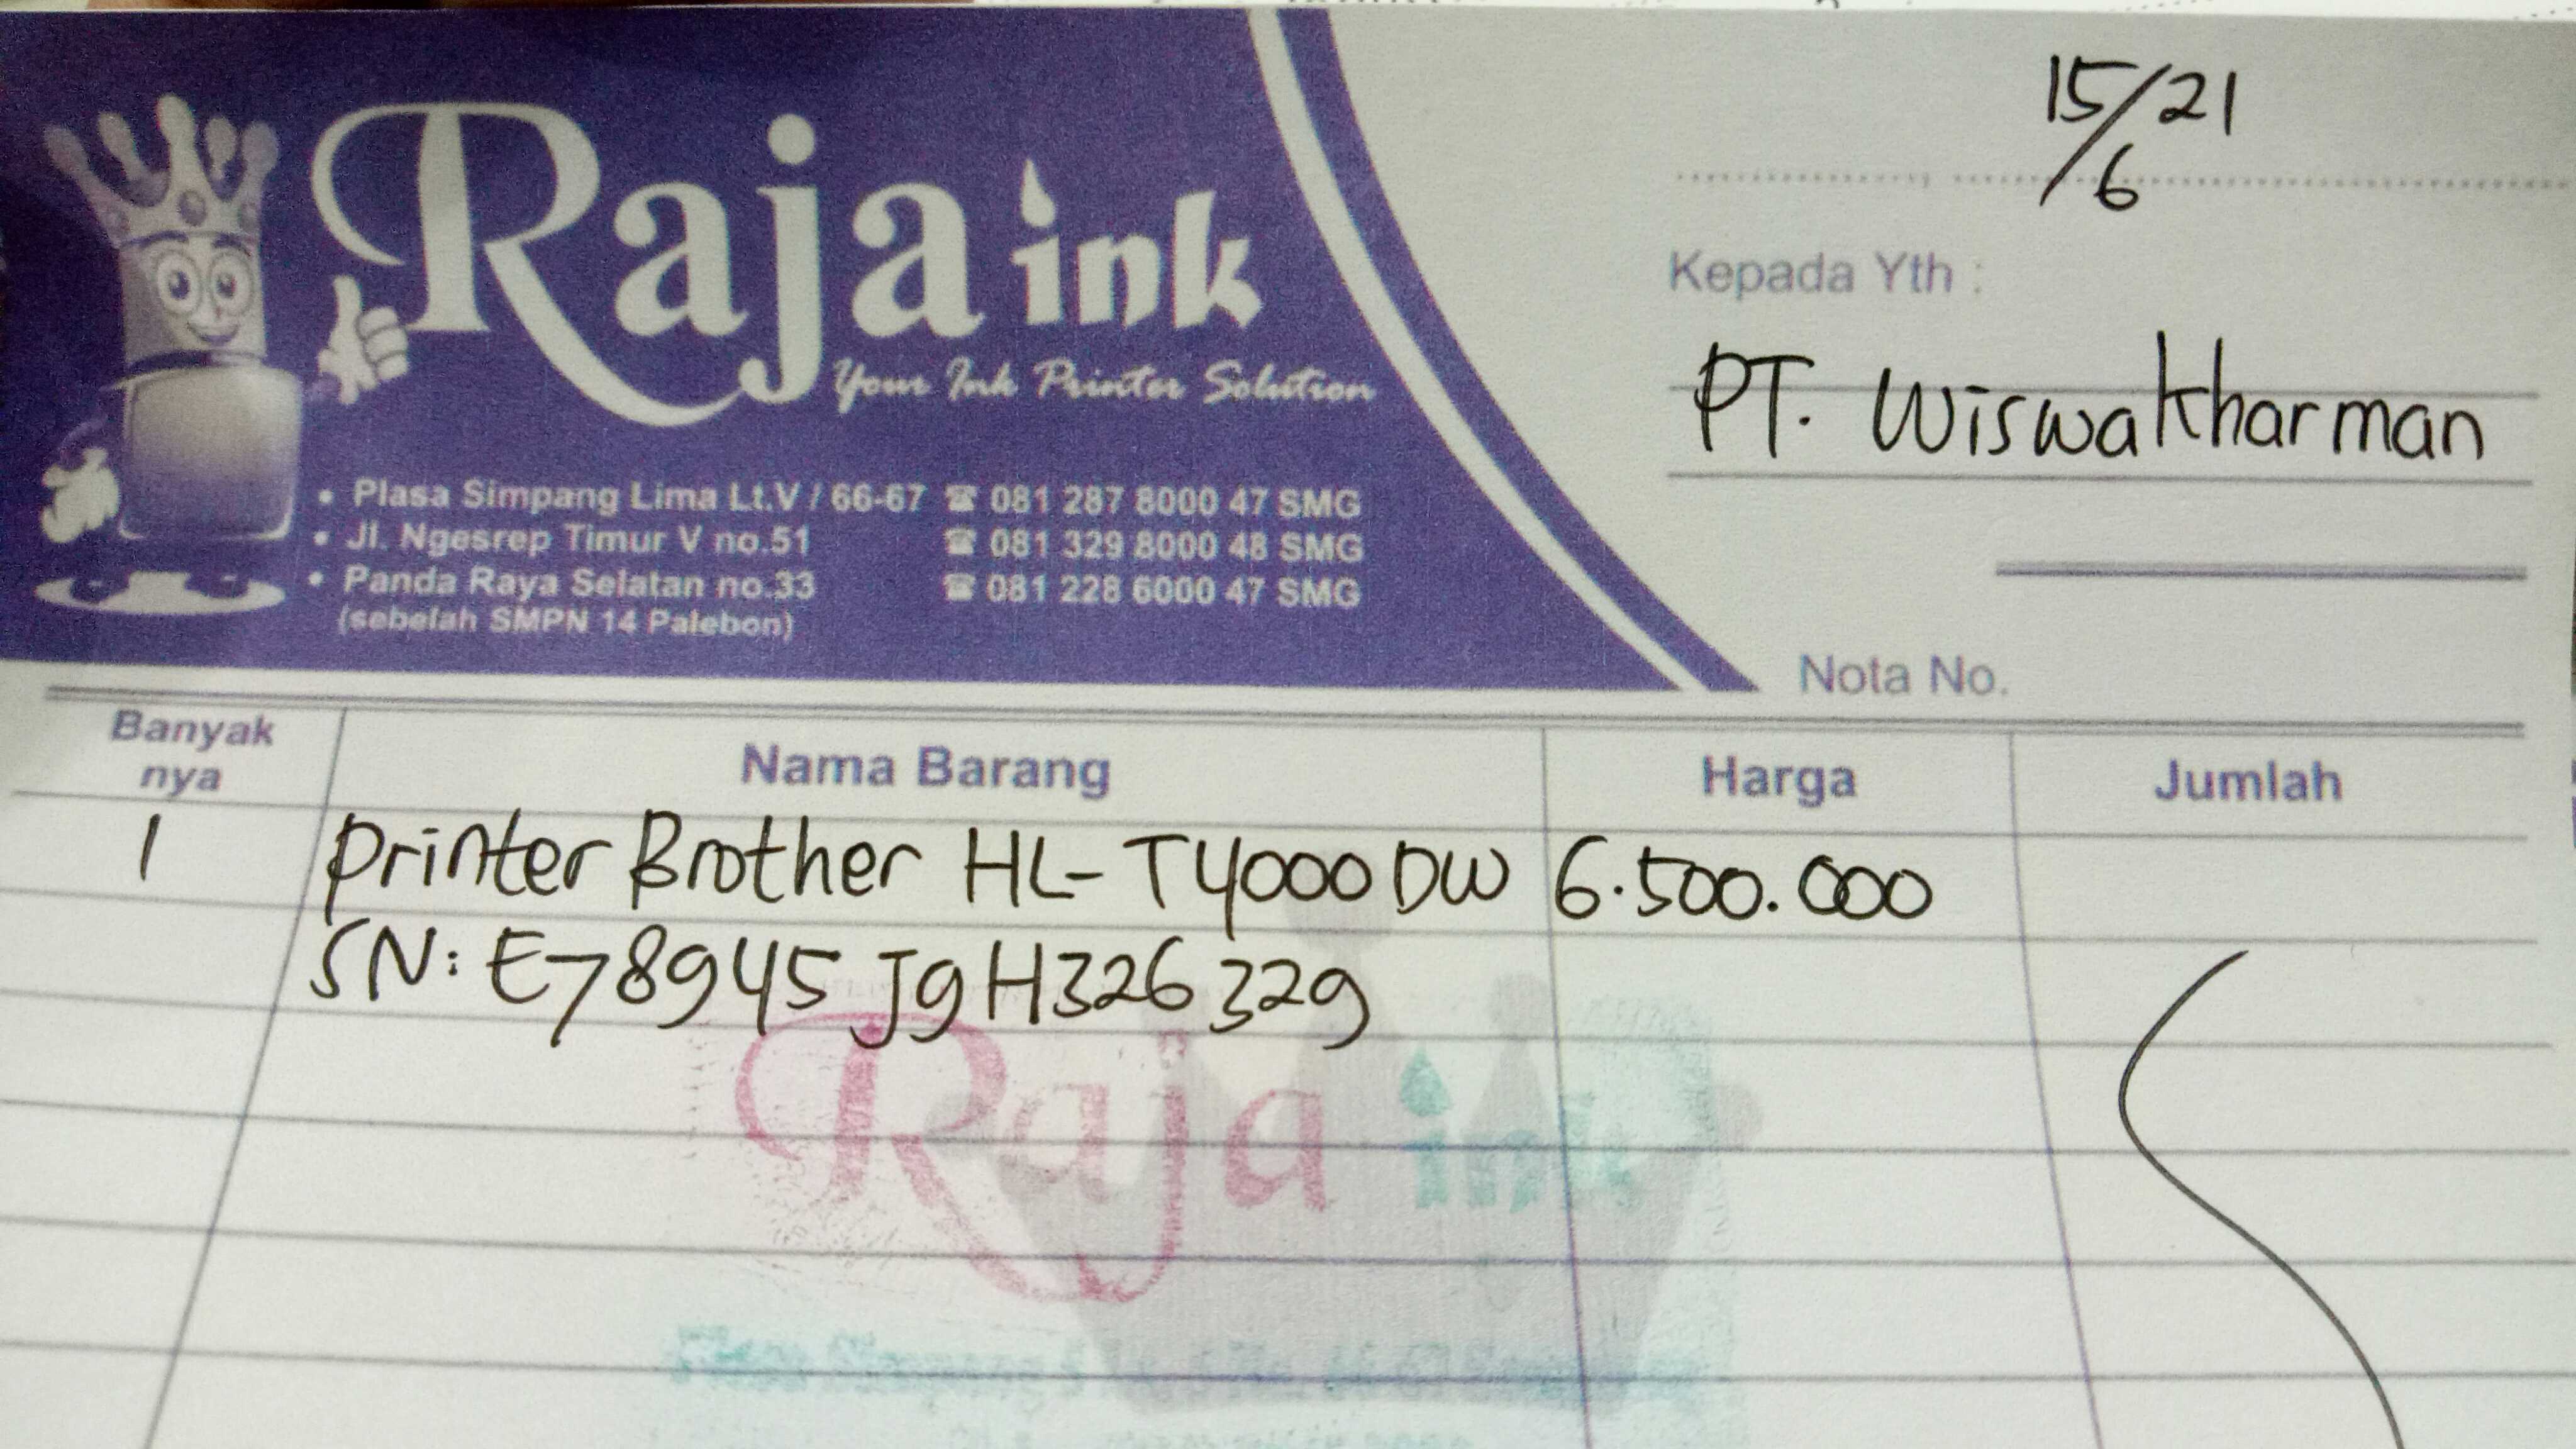 15/6/21
Raja ink
Your Ink Printer Solution
Kepada Yth :
PT. Wiswakharman
• Plasa Simpang Lima Lt.V / 66-67 ☎ 081 287 8000 47 SMG
• Jl. Ngesrep Timur V no.51 ☎ 081 329 8000 48 SMG
• Panda Raya Selatan no.33 ☎ 081 228 6000 47 SMG
(sebelah SMPN 14 Palebon)
Nota No.
Banyak nya Nama Barang Harga Jumlah
1 Printer Brother HL-T4000DW 6.500.000
SN: E78945J9H326329
Raja ink